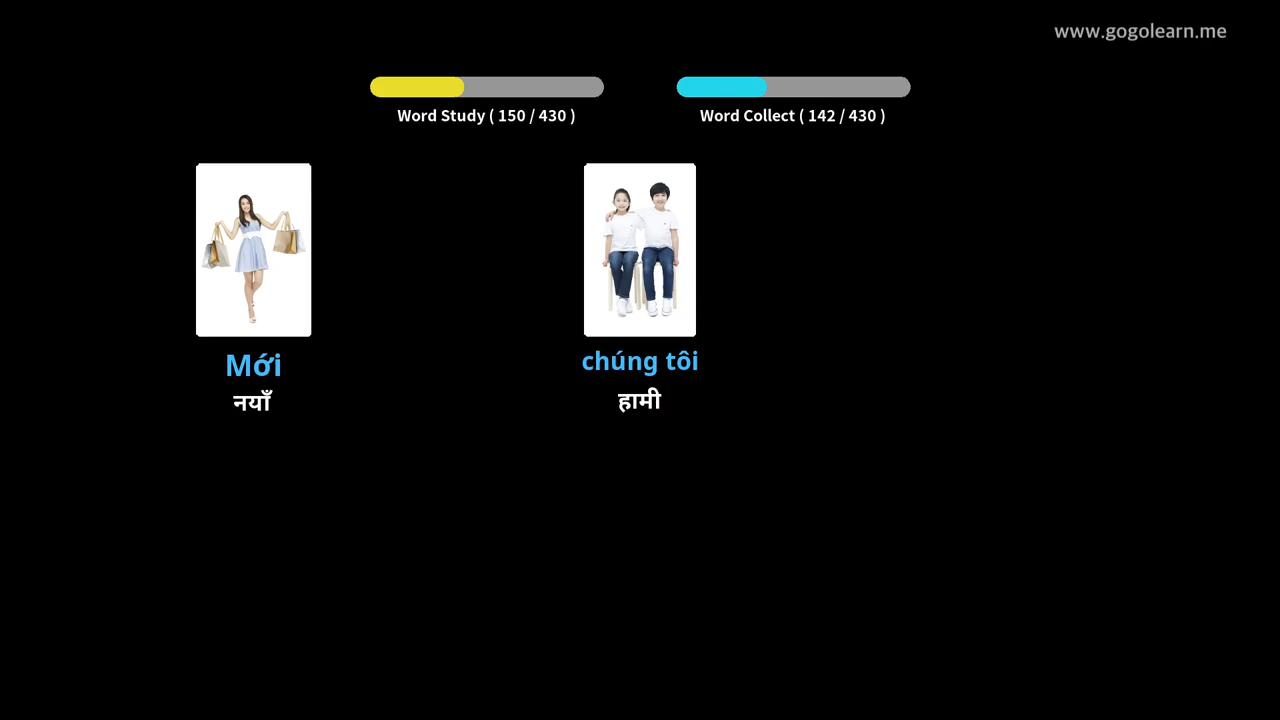 www.gogolearn.me
Word Study ( 150 / 430 )
Word Collect ( 142 / 430 )
Mới
नयाँ
chúng tôi
हामी